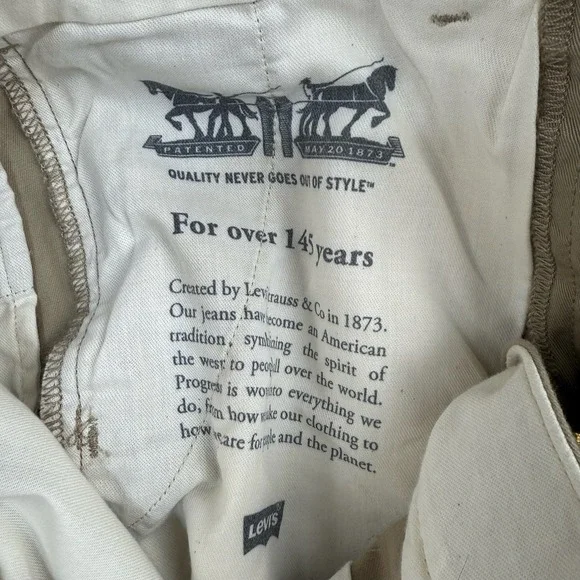 PATENTED MAY 20 1873
QUALITY NEVER GOES OUT OF STYLE™
For over 145 years
Created by Levi Strauss & Co in 1873.
Our jeans have become an American
tradition, symbolizing the spirit of
the west to people all over the world.
Progress is woven into everything we
do, from how we make our clothing to
how we care for people and the planet.
Levi's